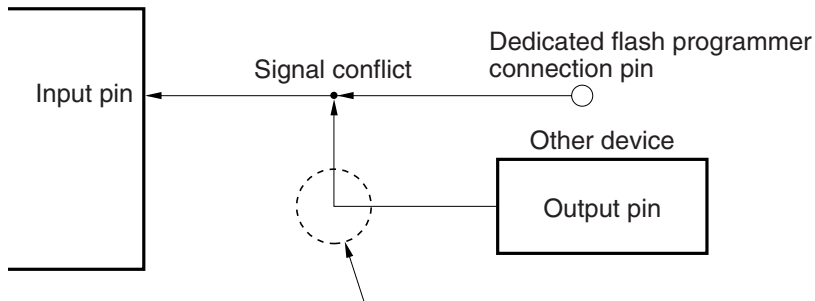 Dedicated flash programmer
connection pin
Signal conflict
Input pin
Other device
Output pin